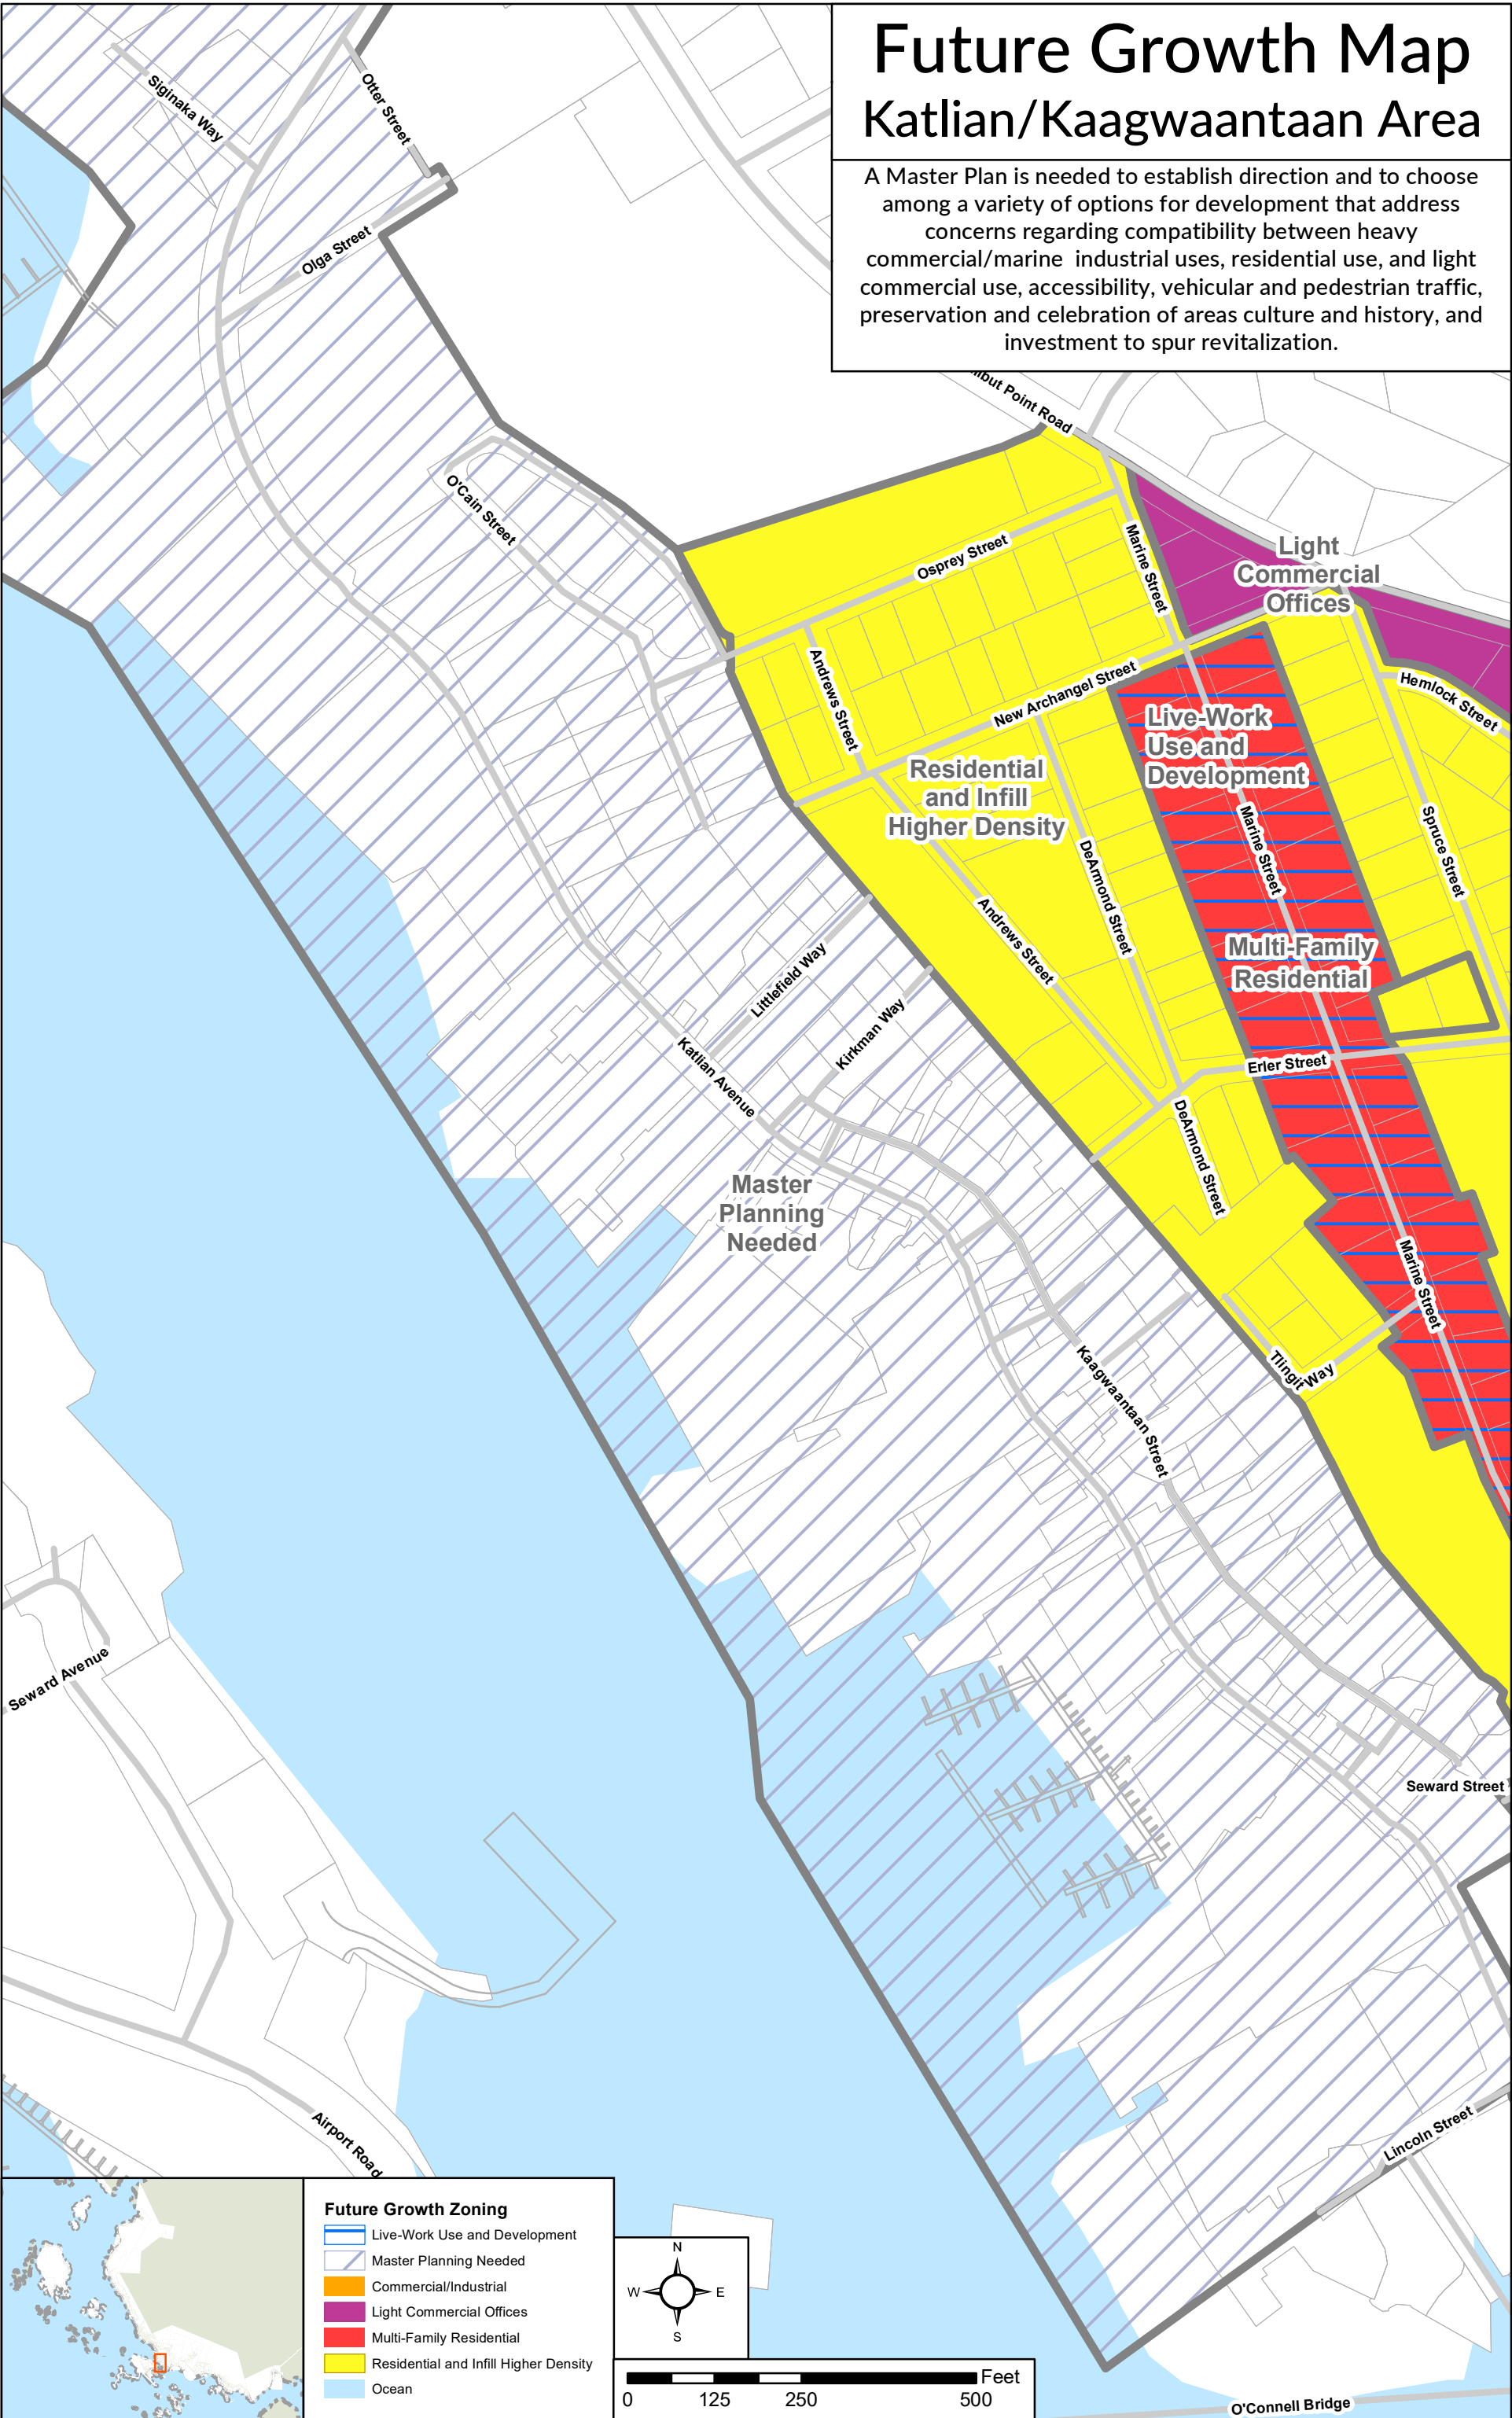 Future Growth Map
Katlian/Kaagwaantaan Area
A Master Plan is needed to establish direction and to choose
among a variety of options for development that address
concerns regarding compatibility between heavy
commercial/marine industrial uses, residential use, and light
commercial use, accessibility, vehicular and pedestrian traffic,
preservation and celebration of areas culture and history, and
investment to spur revitalization.
Siginaka Way
Otter Street
Olga Street
Point Road
O'Cain Street
Osprey Street
Marine Street
Light
Commercial
Offices
Andrews Street
New Archangel Street
Hemlock Street
Live-Work
Use and
Development
Residential
and Infill
Higher Density
Marine Street
Spruce Street
DeArmond Street
Andrews Street
Multi-Family
Residential
Littlefield Way
Kirkman Way
Katlian Avenue
Erler Street
DeArmond Street
Master
Planning
Needed
Marine Street
Tlingit Way
Kaagwaantaan Street
Seward Avenue
Seward Street
Airport Road
Lincoln Street
Future Growth Zoning
Live-Work Use and Development
Master Planning Needed
Commercial/Industrial
Light Commercial Offices
Multi-Family Residential
Residential and Infill Higher Density
Ocean
N
W E
S
Feet
0 125 250 500
O'Connell Bridge